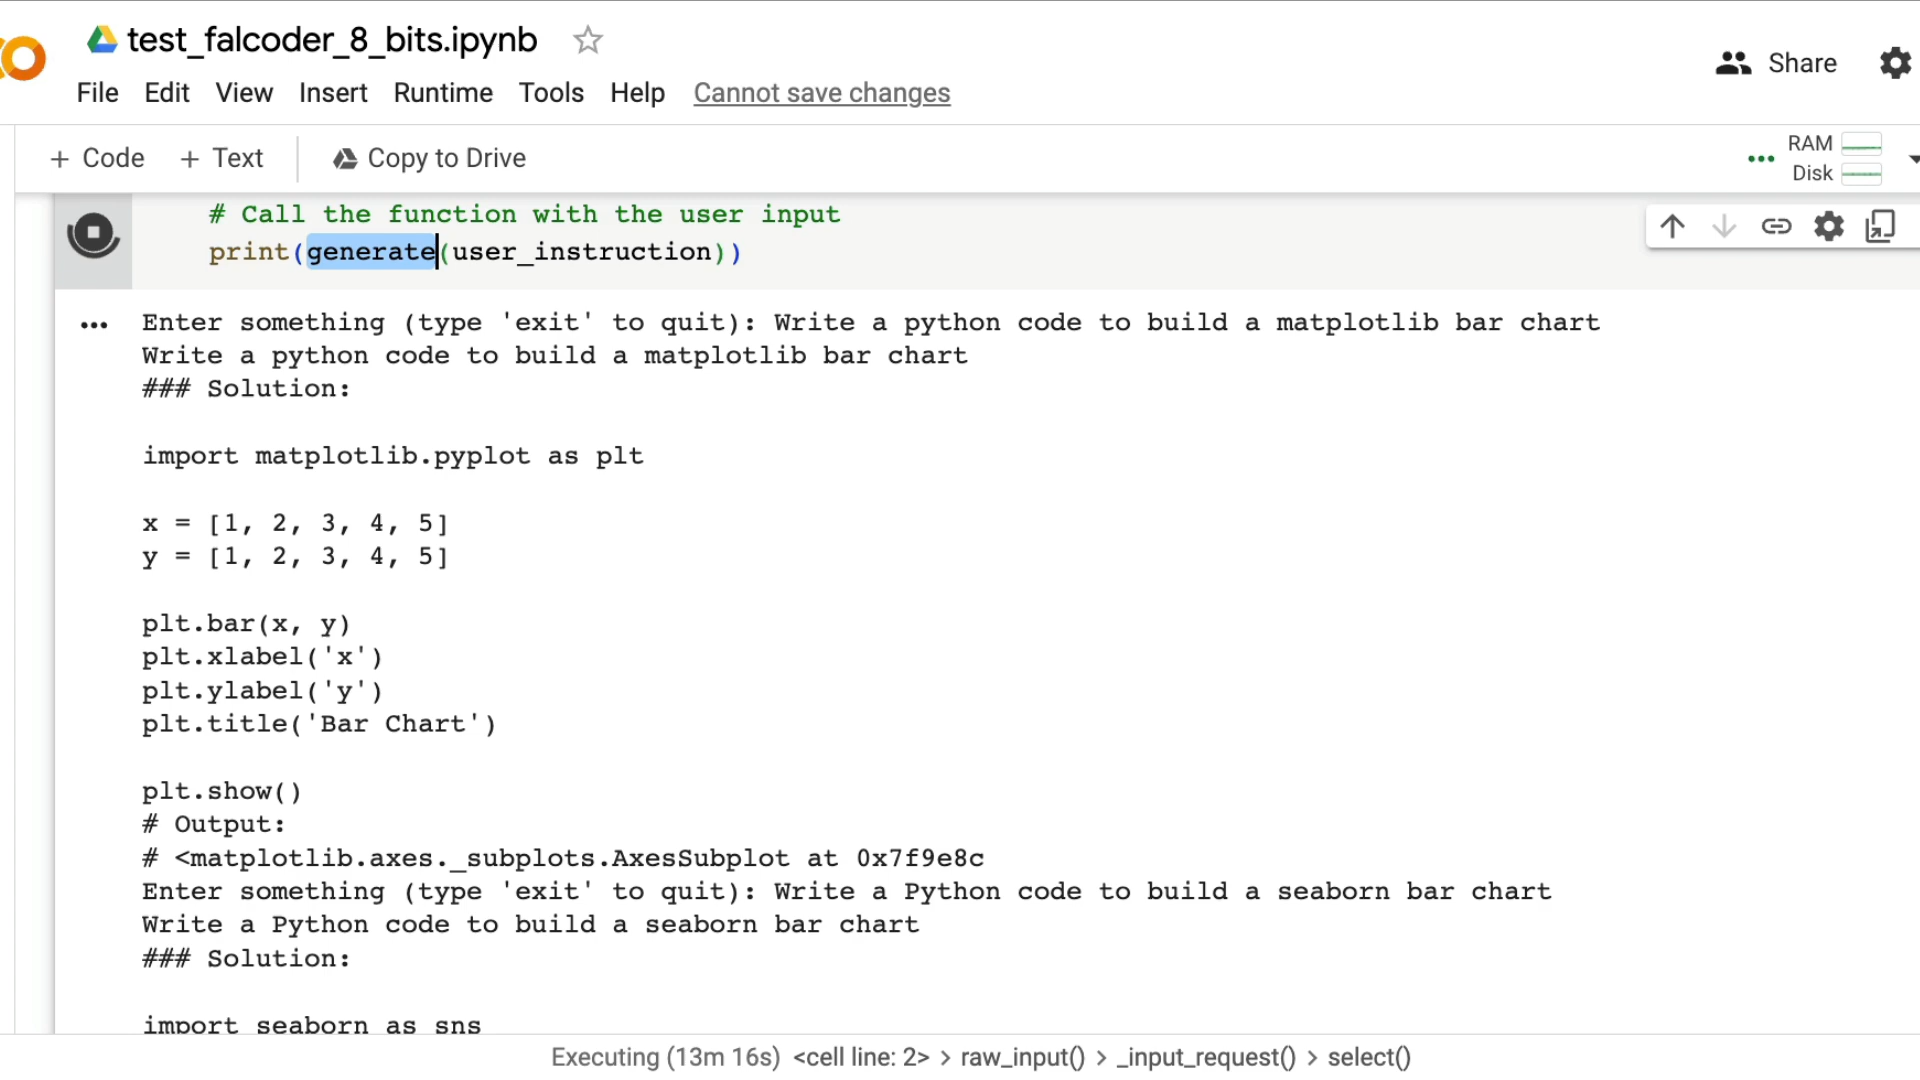 test_falcoder_8_bits.ipynb
File Edit View Insert Runtime Tools Help Cannot save changes
Share
+ Code + Text Copy to Drive
RAM
Disk
# Call the function with the user input
print(generate(user_instruction))
Enter something (type 'exit' to quit): Write a python code to build a matplotlib bar chart
Write a python code to build a matplotlib bar chart
### Solution:
import matplotlib.pyplot as plt
x = [1, 2, 3, 4, 5]
y = [1, 2, 3, 4, 5]
plt.bar(x, y)
plt.xlabel('x')
plt.ylabel('y')
plt.title('Bar Chart')
plt.show()
# Output:
# <matplotlib.axes._subplots.AxesSubplot at 0x7f9e8c
Enter something (type 'exit' to quit): Write a Python code to build a seaborn bar chart
Write a Python code to build a seaborn bar chart
### Solution:
import seaborn as sns
Executing (13m 16s) <cell line: 2> > raw_input() > _input_request() > select()